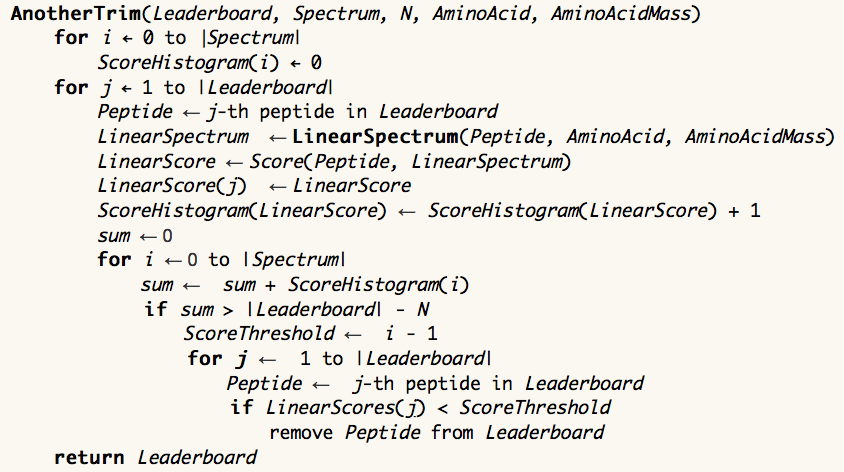 AnotherTrim(Leaderboard, Spectrum, N, AminoAcid, AminoAcidMass)
for i ← 0 to |Spectrum|
ScoreHistogram(i) ← 0
for j ← 1 to |Leaderboard|
Peptide ← j-th peptide in Leaderboard
LinearSpectrum ← LinearSpectrum(Peptide, AminoAcid, AminoAcidMass)
LinearScore ← Score(Peptide, LinearSpectrum)
LinearScore(j) ← LinearScore
ScoreHistogram(LinearScore) ← ScoreHistogram(LinearScore) + 1
sum ← 0
for i ← 0 to |Spectrum|
sum ← sum + ScoreHistogram(i)
if sum > |Leaderboard| - N
ScoreThreshold ← i - 1
for j ← 1 to |Leaderboard|
Peptide ← j-th peptide in Leaderboard
if LinearScores(j) < ScoreThreshold
remove Peptide from Leaderboard
return Leaderboard